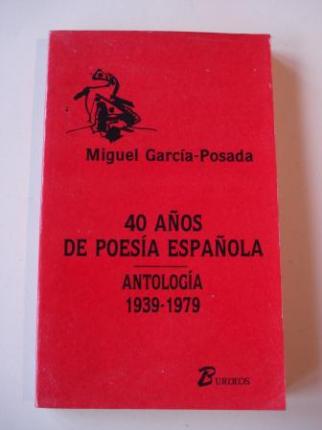 Miguel García-Posada
40 AÑOS
DE POESÍA ESPAÑOLA
ANTOLOGÍA
1939-1979
BURDEOS